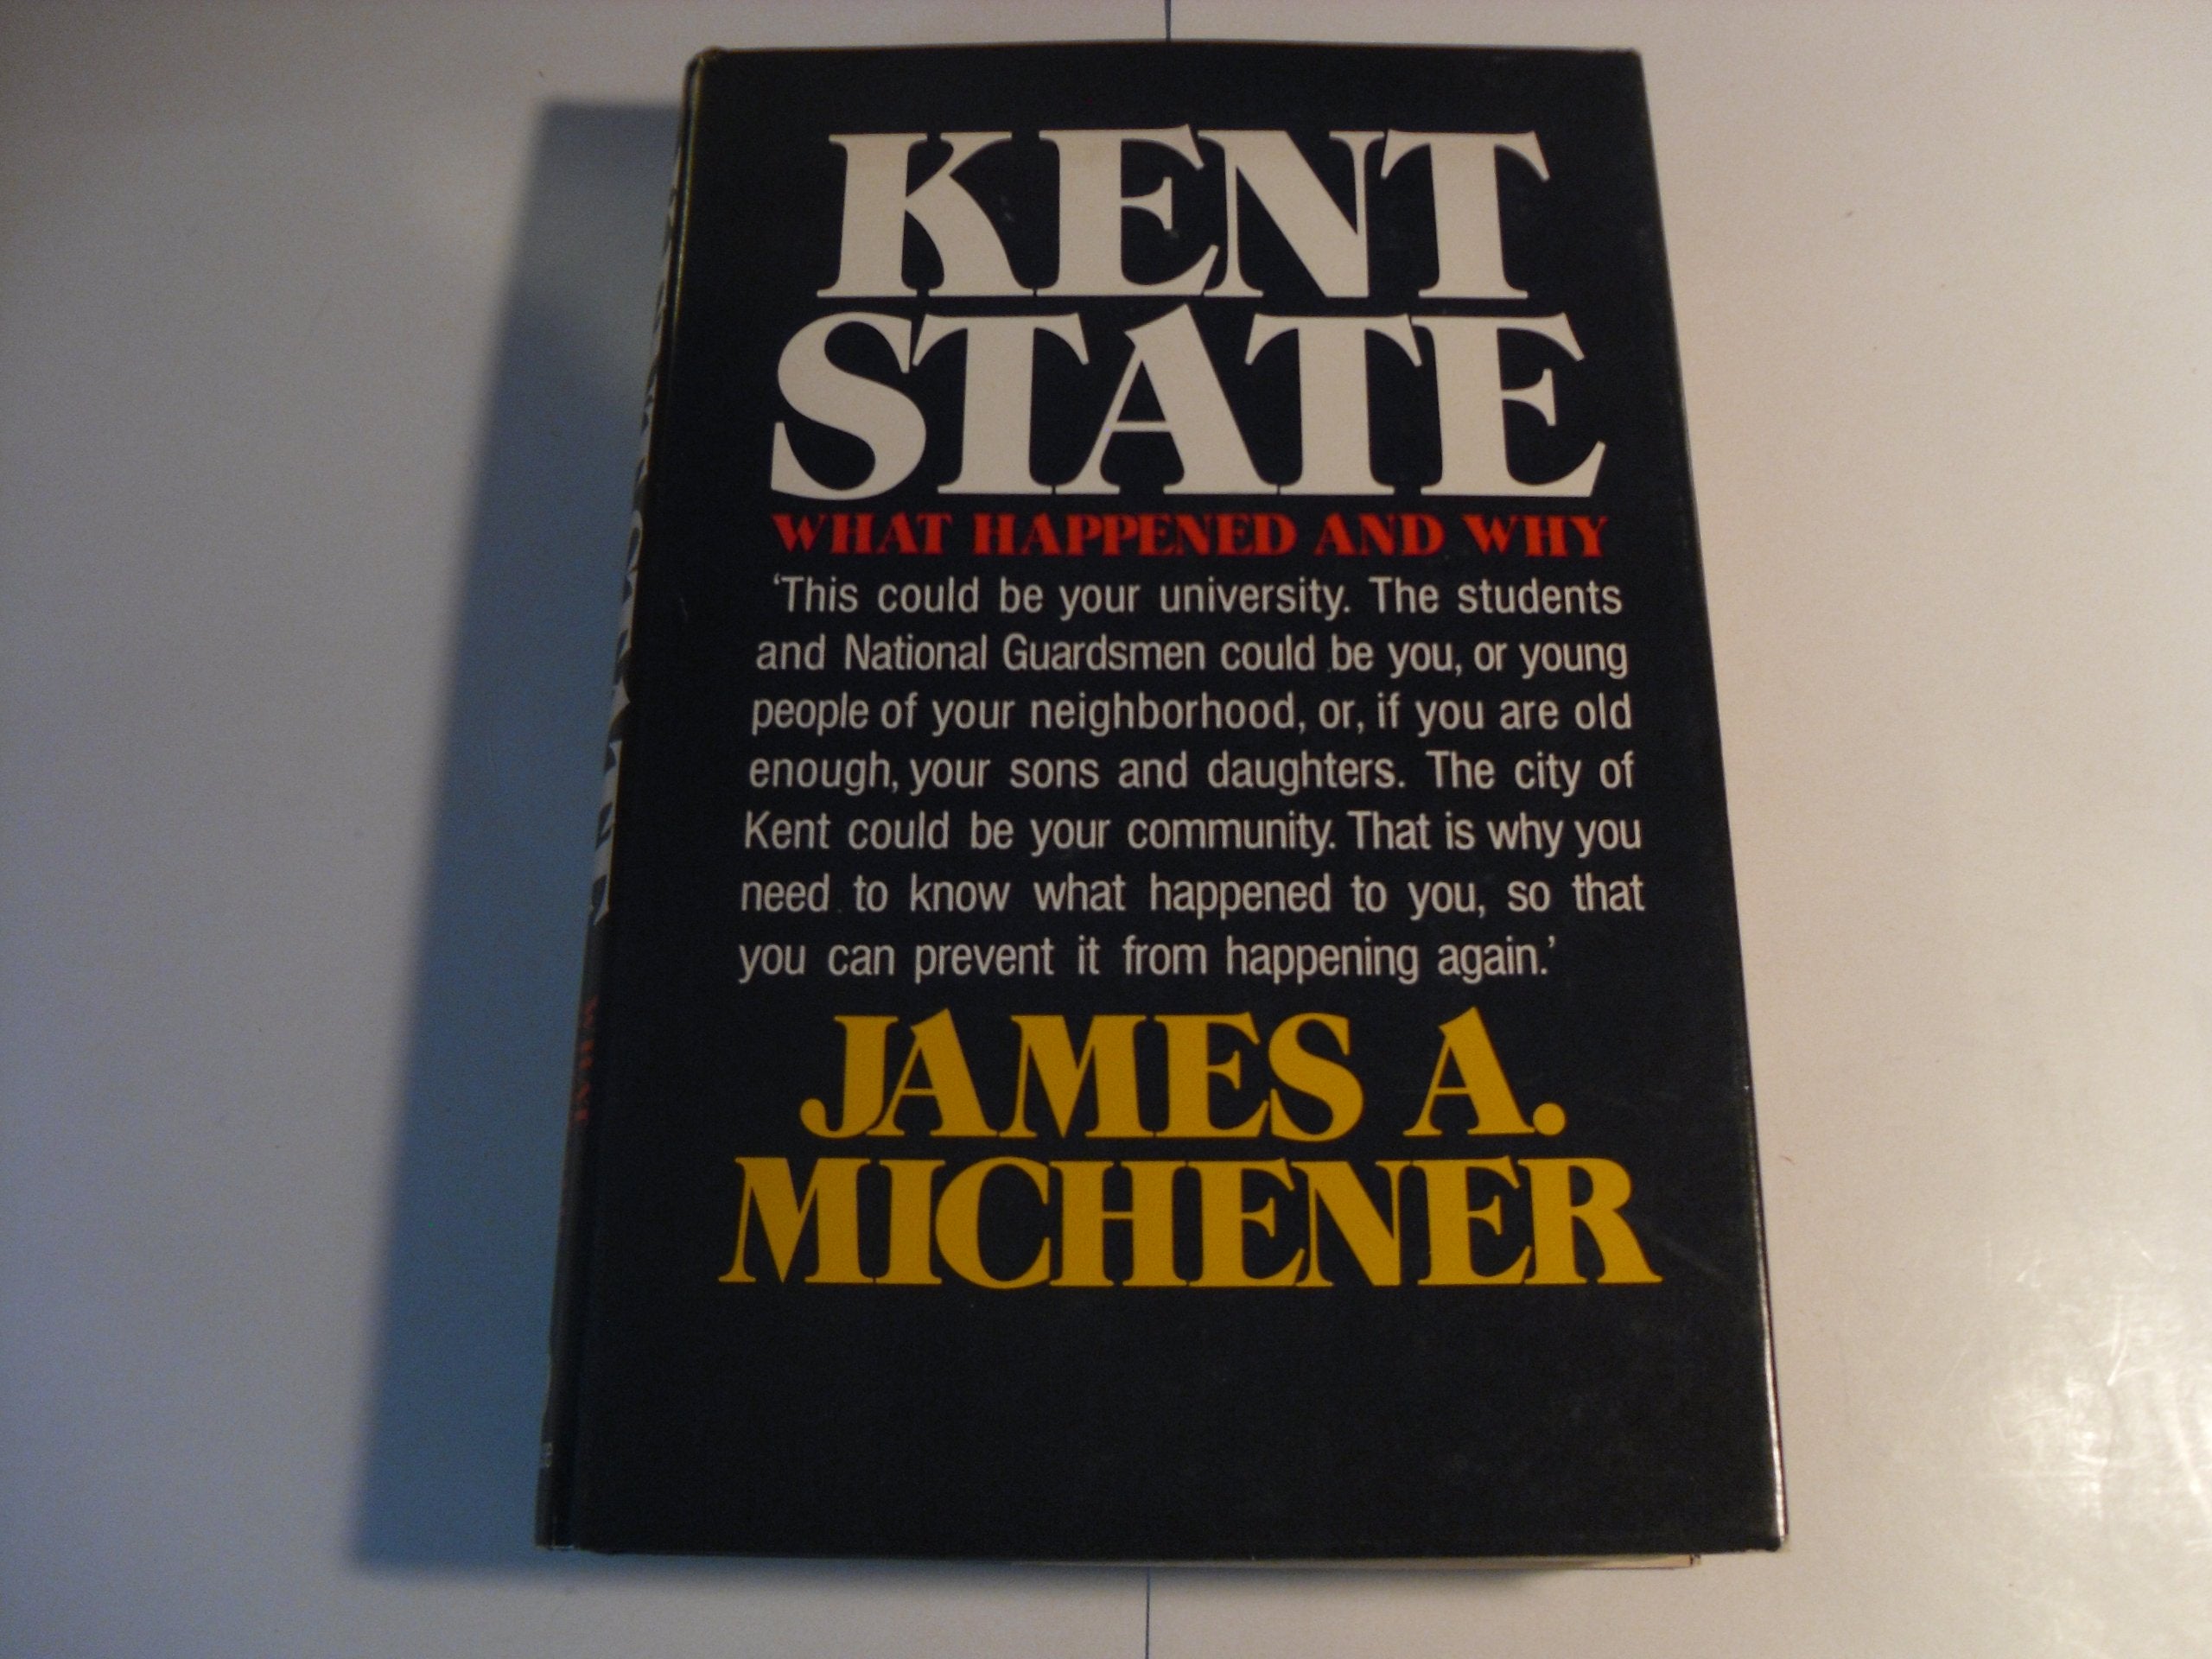 KENT
STATE
WHAT HAPPENED AND WHY
'This could be your university. The students
and National Guardsmen could be you, or young
people of your neighborhood, or, if you are old
enough, your sons and daughters. The city of
Kent could be your community. That is why you
need to know what happened to you, so that
you can prevent it from happening again.'
JAMES A.
MICHENER